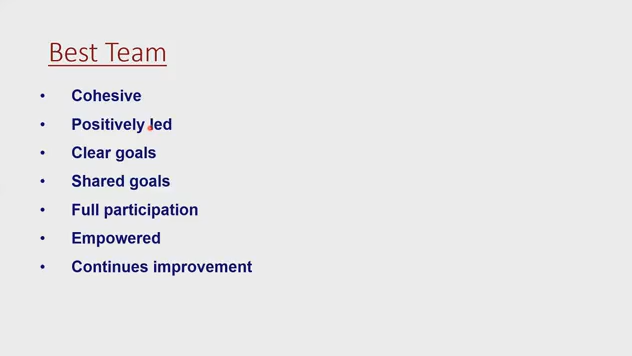 Best Team
• Cohesive
• Positively led
• Clear goals
• Shared goals
• Full participation
• Empowered
• Continues improvement